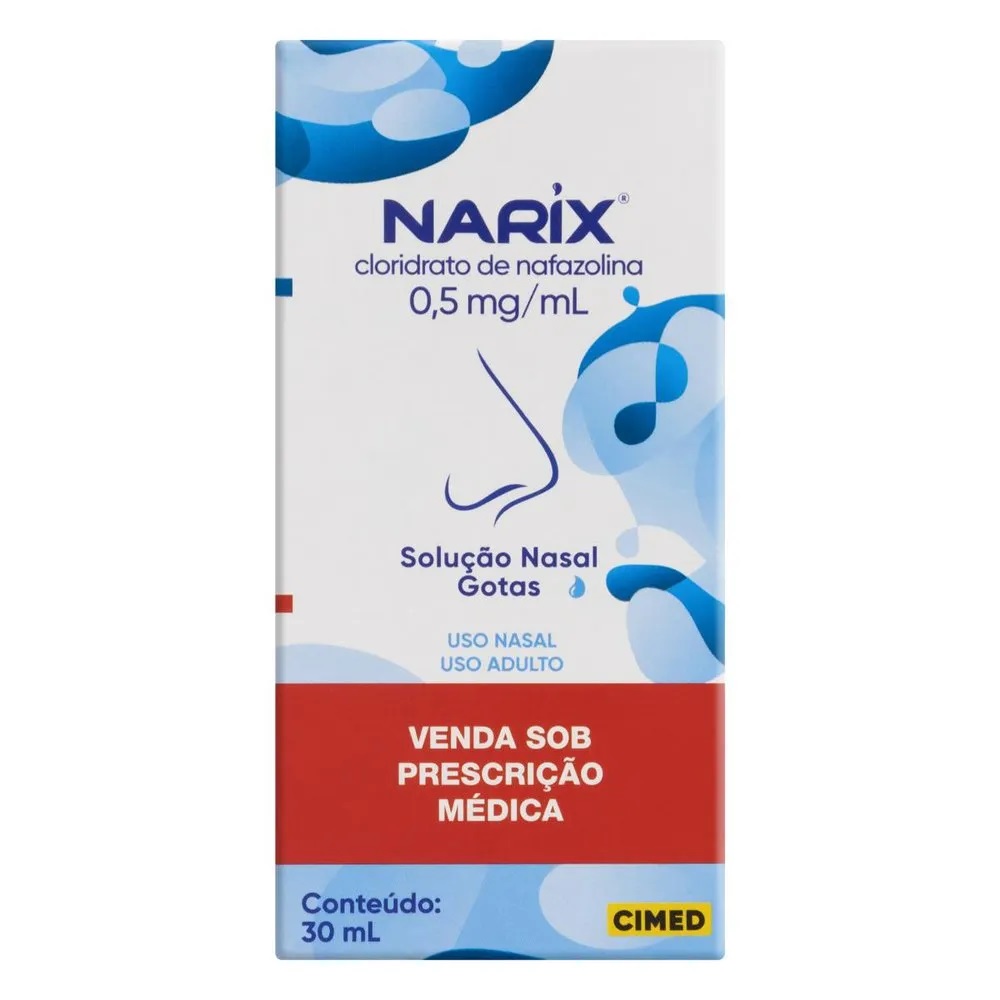 NARIX®
cloridrato de nafazolina
0,5 mg/mL
Solução Nasal
Gotas
USO NASAL
USO ADULTO
VENDA SOB
PRESCRIÇÃO
MÉDICA
Conteúdo:
30 mL
CIMED